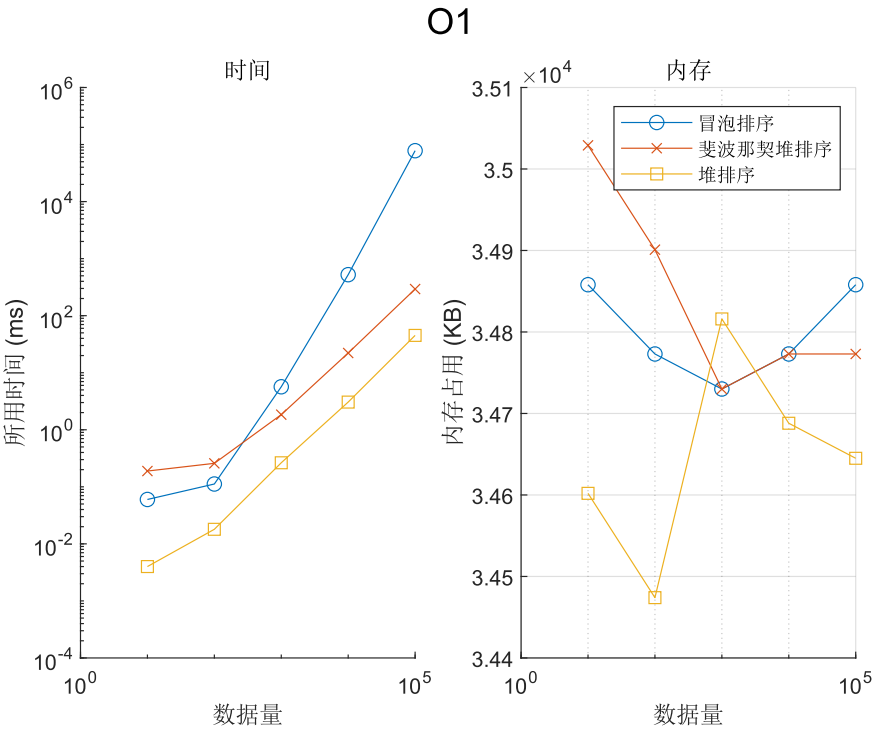 O1
时间
10^6
10^4
10^2
10^0
10^-2
10^-4
10^0
10^5
所用时间 (ms)
数据量
内存
×10^4
3.51
3.5
3.49
3.48
3.47
3.46
3.45
3.44
10^0
10^5
内存占用 (KB)
数据量
冒泡排序
斐波那契堆排序
堆排序